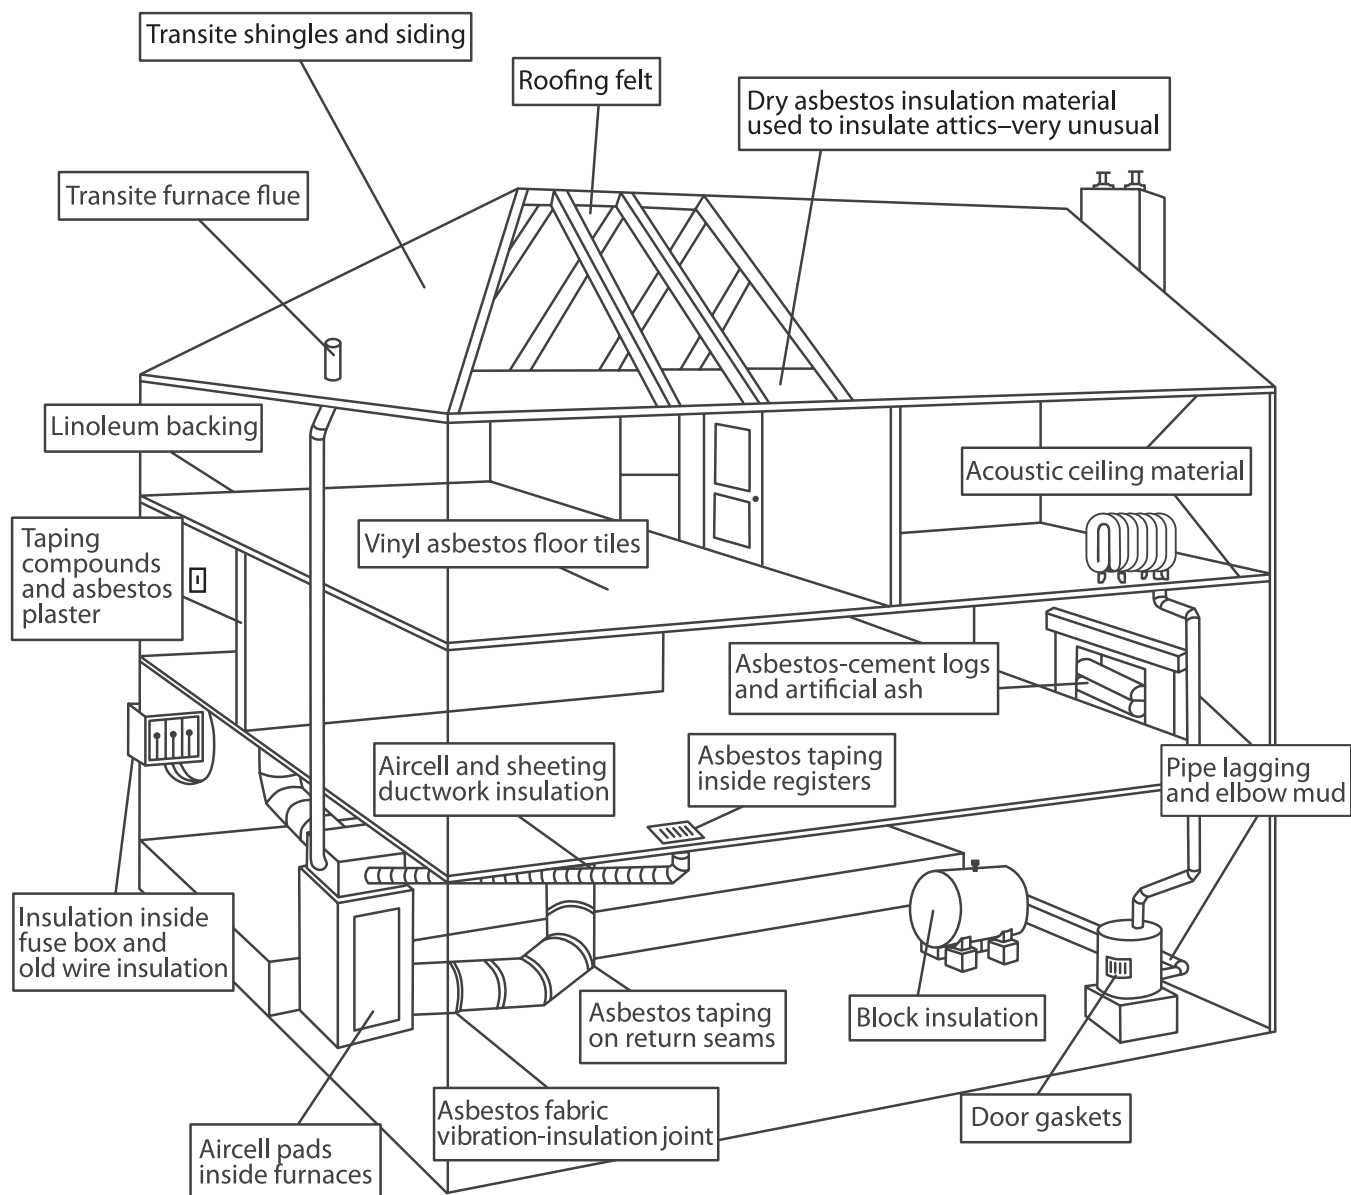 Transite shingles and siding
Roofing felt
Dry asbestos insulation material
used to insulate attics–very unusual
Transite furnace flue
Linoleum backing
Acoustic ceiling material
Taping
compounds
and asbestos
plaster
Vinyl asbestos floor tiles
Asbestos-cement logs
and artificial ash
Aircell and sheeting
ductwork insulation
Asbestos taping
inside registers
Pipe lagging
and elbow mud
Insulation inside
fuse box and
old wire insulation
Asbestos taping
on return seams
Block insulation
Asbestos fabric
vibration-insulation joint
Door gaskets
Aircell pads
inside furnaces